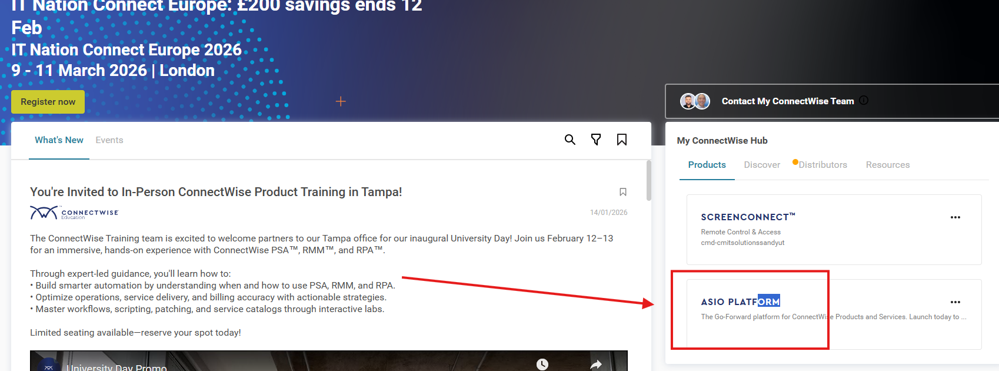 IT Nation Connect Europe: £200 savings ends 12
Feb
IT Nation Connect Europe 2026
9 - 11 March 2026 | London
Register now
Contact My ConnectWise Team
What's New
Events
You're Invited to In-Person ConnectWise Product Training in Tampa!
CONNECTWISE™
Education
14/01/2026
The ConnectWise Training team is excited to welcome partners to our Tampa office for our inaugural University Day! Join us February 12–13
for an immersive, hands-on experience with ConnectWise PSA™, RMM™, and RPA™.
Through expert-led guidance, you'll learn how to:
• Build smarter automation by understanding when and how to use PSA, RMM, and RPA.
• Optimize operations, service delivery, and billing accuracy with actionable strategies.
• Master workflows, scripting, patching, and service catalogs through interactive labs.
Limited seating available—reserve your spot today!
University Day Promo
My ConnectWise Hub
Products
Discover
Distributors
Resources
SCREENCONNECT™
Remote Control & Access
cmd-cmitsolutionssandyut
ASIO PLATFORM
The Go-Forward platform for ConnectWise Products and Services. Launch today to ...